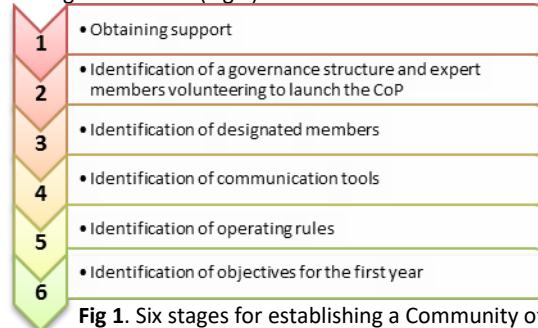 1
• Obtaining support
2
• Identification of a governance structure and expert
members volunteering to launch the CoP
3
• Identification of designated members
4
• Identification of communication tools
5
• Identification of operating rules
6
• Identification of objectives for the first year
Fig 1. Six stages for establishing a Community of